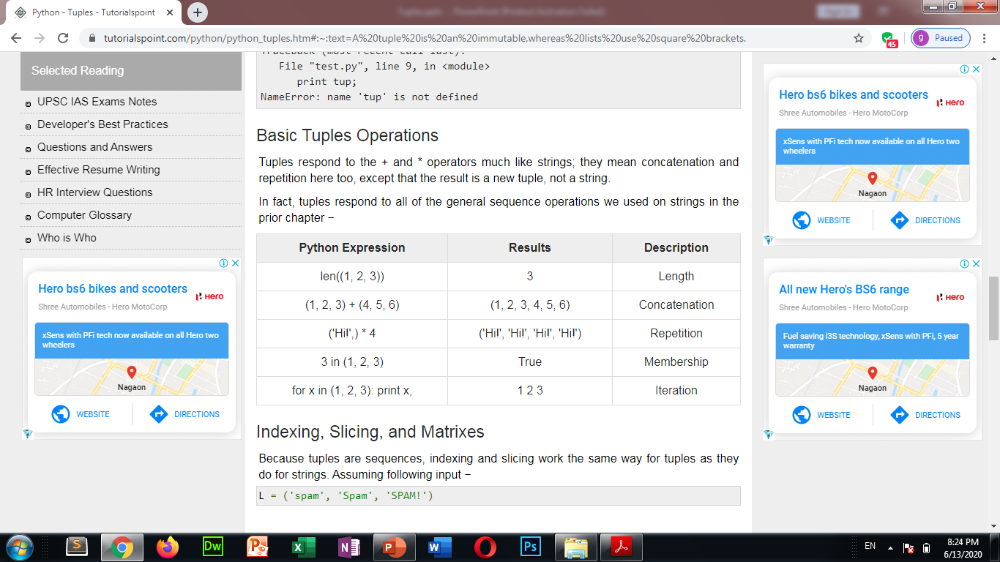 Python - Tuples - Tutorialspoint
Tuples.pptx - PowerPoint (Product Activation Failed)
Sign in
tutorialspoint.com/python/python_tuples.htm#:~:text=A%20tuple%20is%20an%20immutable,whereas%20lists%20use%20square%20brackets.
45
g Paused
Selected Reading
UPSC IAS Exams Notes
Developer's Best Practices
Questions and Answers
Effective Resume Writing
HR Interview Questions
Computer Glossary
Who is Who
Hero bs6 bikes and scooters
Hero
Shree Automobiles - Hero MotoCorp
xSens with PFi tech now available on all Hero two
wheelers
Nagaon
WEBSITE DIRECTIONS
Traceback (most recent call last):
File "test.py", line 9, in <module>
print tup;
NameError: name 'tup' is not defined
Basic Tuples Operations
Tuples respond to the + and * operators much like strings; they mean concatenation and
repetition here too, except that the result is a new tuple, not a string.
In fact, tuples respond to all of the general sequence operations we used on strings in the
prior chapter −
Python Expression Results Description
len((1, 2, 3)) 3 Length
(1, 2, 3) + (4, 5, 6) (1, 2, 3, 4, 5, 6) Concatenation
('Hi!',) * 4 ('Hi!', 'Hi!', 'Hi!', 'Hi!') Repetition
3 in (1, 2, 3) True Membership
for x in (1, 2, 3): print x, 1 2 3 Iteration
Indexing, Slicing, and Matrixes
Because tuples are sequences, indexing and slicing work the same way for tuples as they
do for strings. Assuming following input −
L = ('spam', 'Spam', 'SPAM!')
Hero bs6 bikes and scooters
Hero
Shree Automobiles - Hero MotoCorp
xSens with PFi tech now available on all Hero two
wheelers
Nagaon
WEBSITE DIRECTIONS
All new Hero's BS6 range
Hero
Shree Automobiles - Hero MotoCorp
Fuel saving i3S technology, xSens with PFi, 5 year
warranty
Nagaon
WEBSITE DIRECTIONS
S Dw P X N P W Ps
EN
8:24 PM
6/13/2020